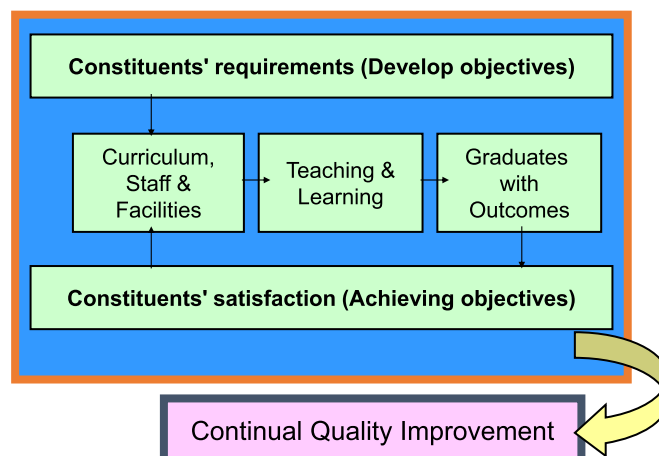 Constituents' requirements (Develop objectives)
Curriculum,
Staff &
Facilities
Teaching &
Learning
Graduates
with
Outcomes
Constituents' satisfaction (Achieving objectives)
Continual Quality Improvement